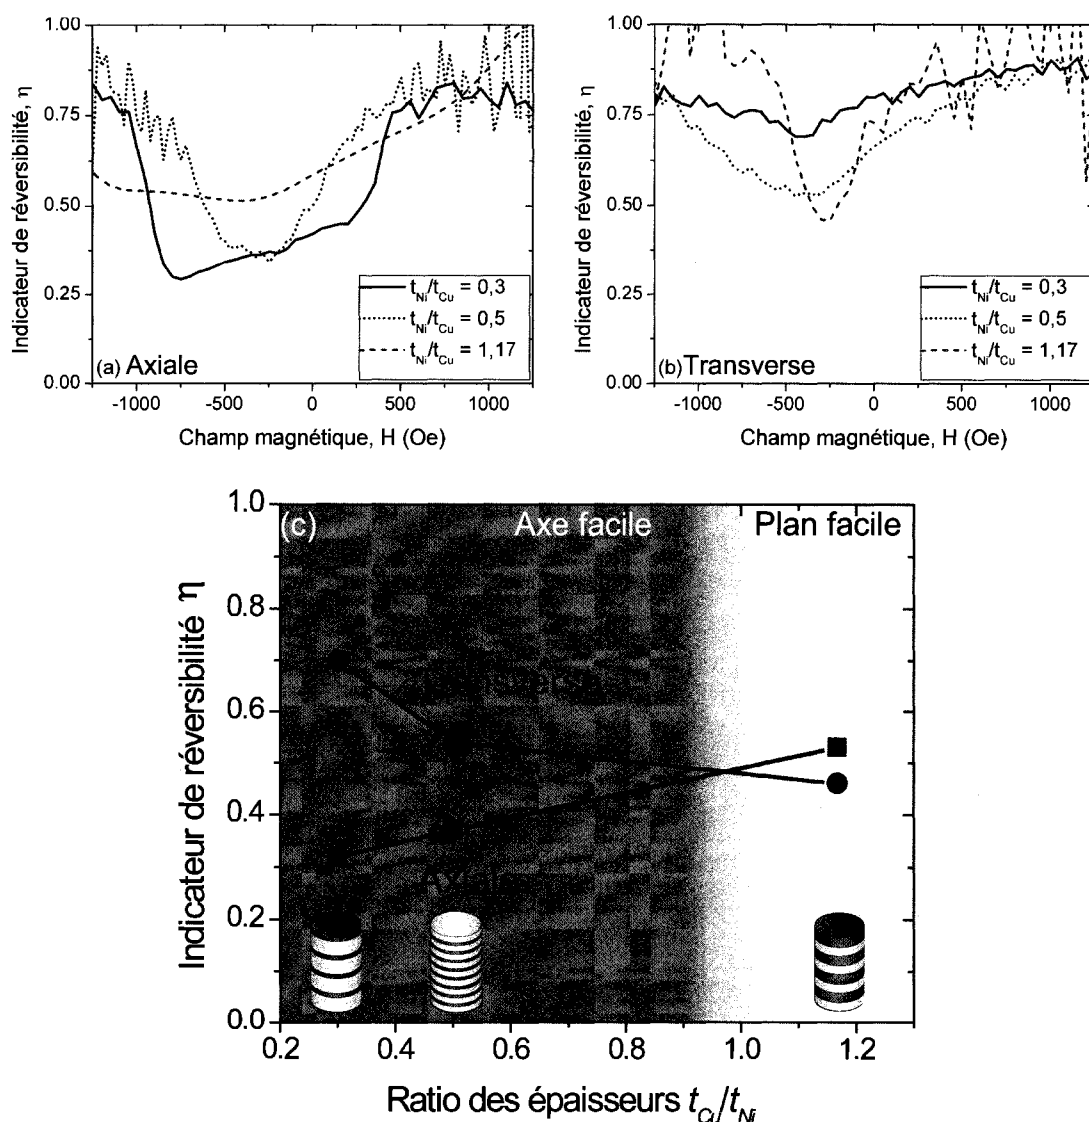 1.00
0.75
0.50
0.25
0.00
Indicateur de réversibilité, η
t_Ni/t_Cu = 0,3
t_Ni/t_Cu = 0,5
t_Ni/t_Cu = 1,17
(a) Axiale
-1000 -500 0 500 1000
Champ magnétique, H (Oe)
1.00
0.75
0.50
0.25
0.00
Indicateur de réversibilité, η
t_Ni/t_Cu = 0,3
t_Ni/t_Cu = 0,5
t_Ni/t_Cu = 1,17
(b) Transverse
-1000 -500 0 500 1000
Champ magnétique, H (Oe)
(c) Axe facile Plan facile
1.0
0.8
0.6
0.4
0.2
0.0
Indicateur de réversibilité η
Transverse
Axiale
0.2 0.4 0.6 0.8 1.0 1.2
Ratio des épaisseurs t_Cu/t_Ni